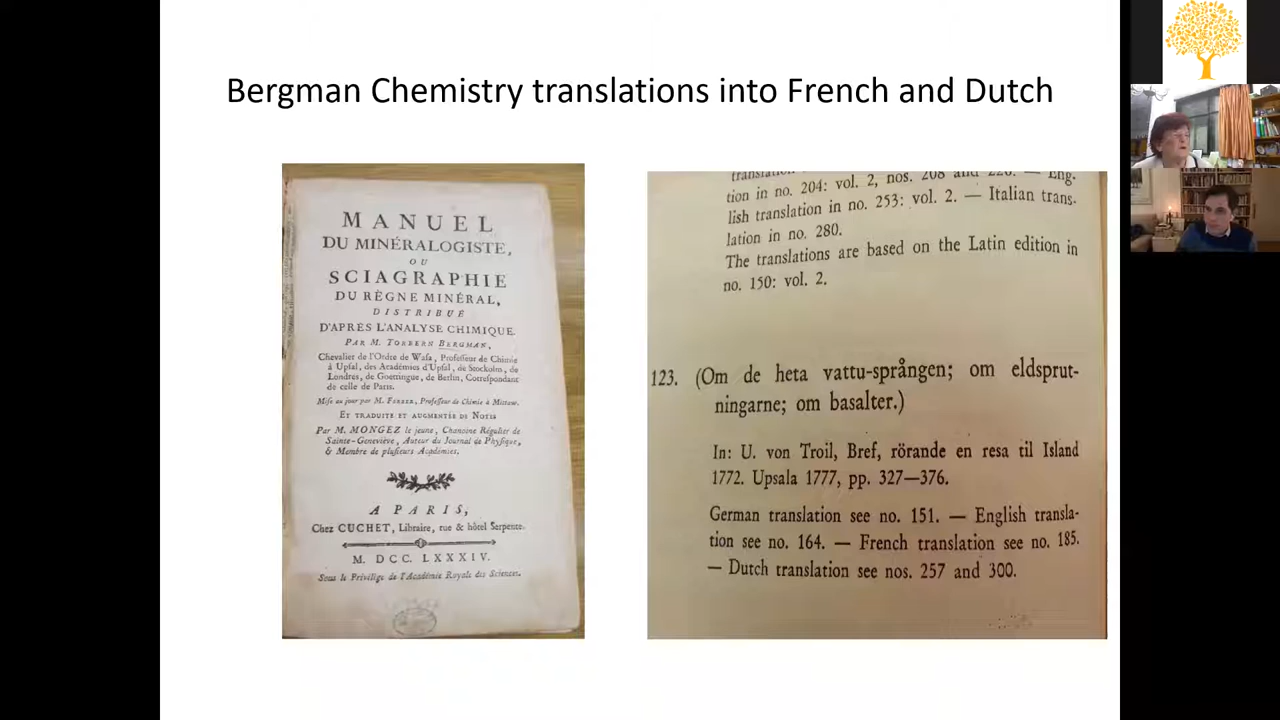 Bergman Chemistry translations into French and Dutch
MANUEL
DU MINÉRALOGISTE,
OU
SCIAGRAPHIE
DU RÈGNE MINÉRAL,
DISTRIBUÉ
D'APRÈS L'ANALYSE CHIMIQUE.
PAR M. TORBERN BERGMAN,
Chevalier de l'Ordre de Wasa, Professeur de Chimie
à Upsal, des Académies d'Upsal, de Stockolm, de
Londres, de Goettingue, de Berlin, Correspondant
de celle de Paris.
Mise au jour par M. FERBER, Professeur de Chimie à Mittaw.
ET TRADUITE ET AUGMENTÉE DE NOTES
Par M. MONGEZ le jeune, Chanoine Régulier de
Sainte-Geneviève, Auteur du Journal de Physique,
& Membre de plusieurs Académies.
A PARIS,
Chez CUCHET, Libraire, rue & hôtel Serpente.
M. DCC. LXXXIV.
Sous le Privilége de l'Académie Royale des Sciences.
tion in no. 204: vol. 2, nos. 208 and 220. — Eng-
lish translation in no. 253: vol. 2. — Italian trans-
lation in no. 280.
The translations are based on the Latin edition in
no. 150: vol. 2.
123. (Om de heta vattu-sprången; om eldsprut-
ningarne; om basalter.)
In: U. von Troil, Bref, rörande en resa til Island
1772. Upsala 1777, pp. 327—376.
German translation see no. 151. — English transla-
tion see no. 164. — French translation see no. 185.
— Dutch translation see nos. 257 and 300.